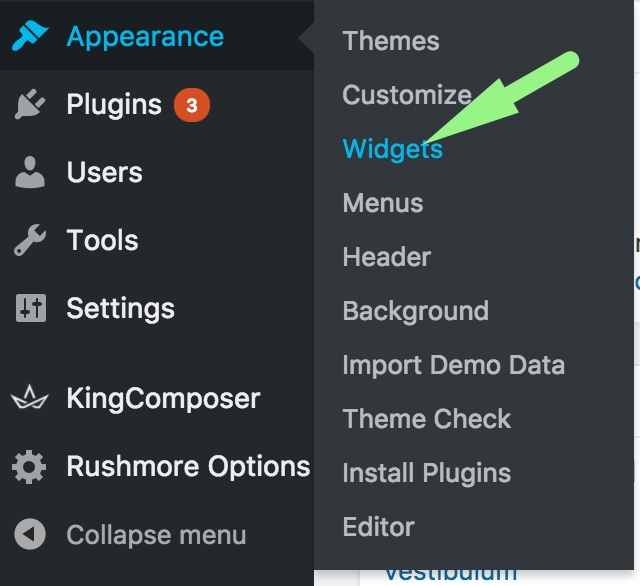 Appearance
Plugins 3
Users
Tools
Settings
KingComposer
Rushmore Options
Collapse menu
Themes
Customize
Widgets
Menus
Header
Background
Import Demo Data
Theme Check
Install Plugins
Editor
vestibulum